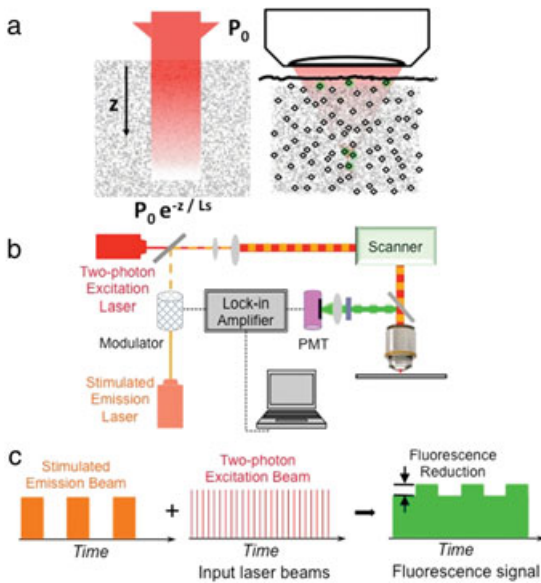 a
P₀
z
P₀ e^-z / Ls
b
Two-photon
Excitation
Laser
Scanner
Lock-in
Amplifier
Modulator
PMT
Stimulated
Emission
Laser
c
Stimulated
Emission Beam
Two-photon
Excitation Beam
Fluorescence
Reduction
+
Time
Time
Time
Input laser beams
Fluorescence signal